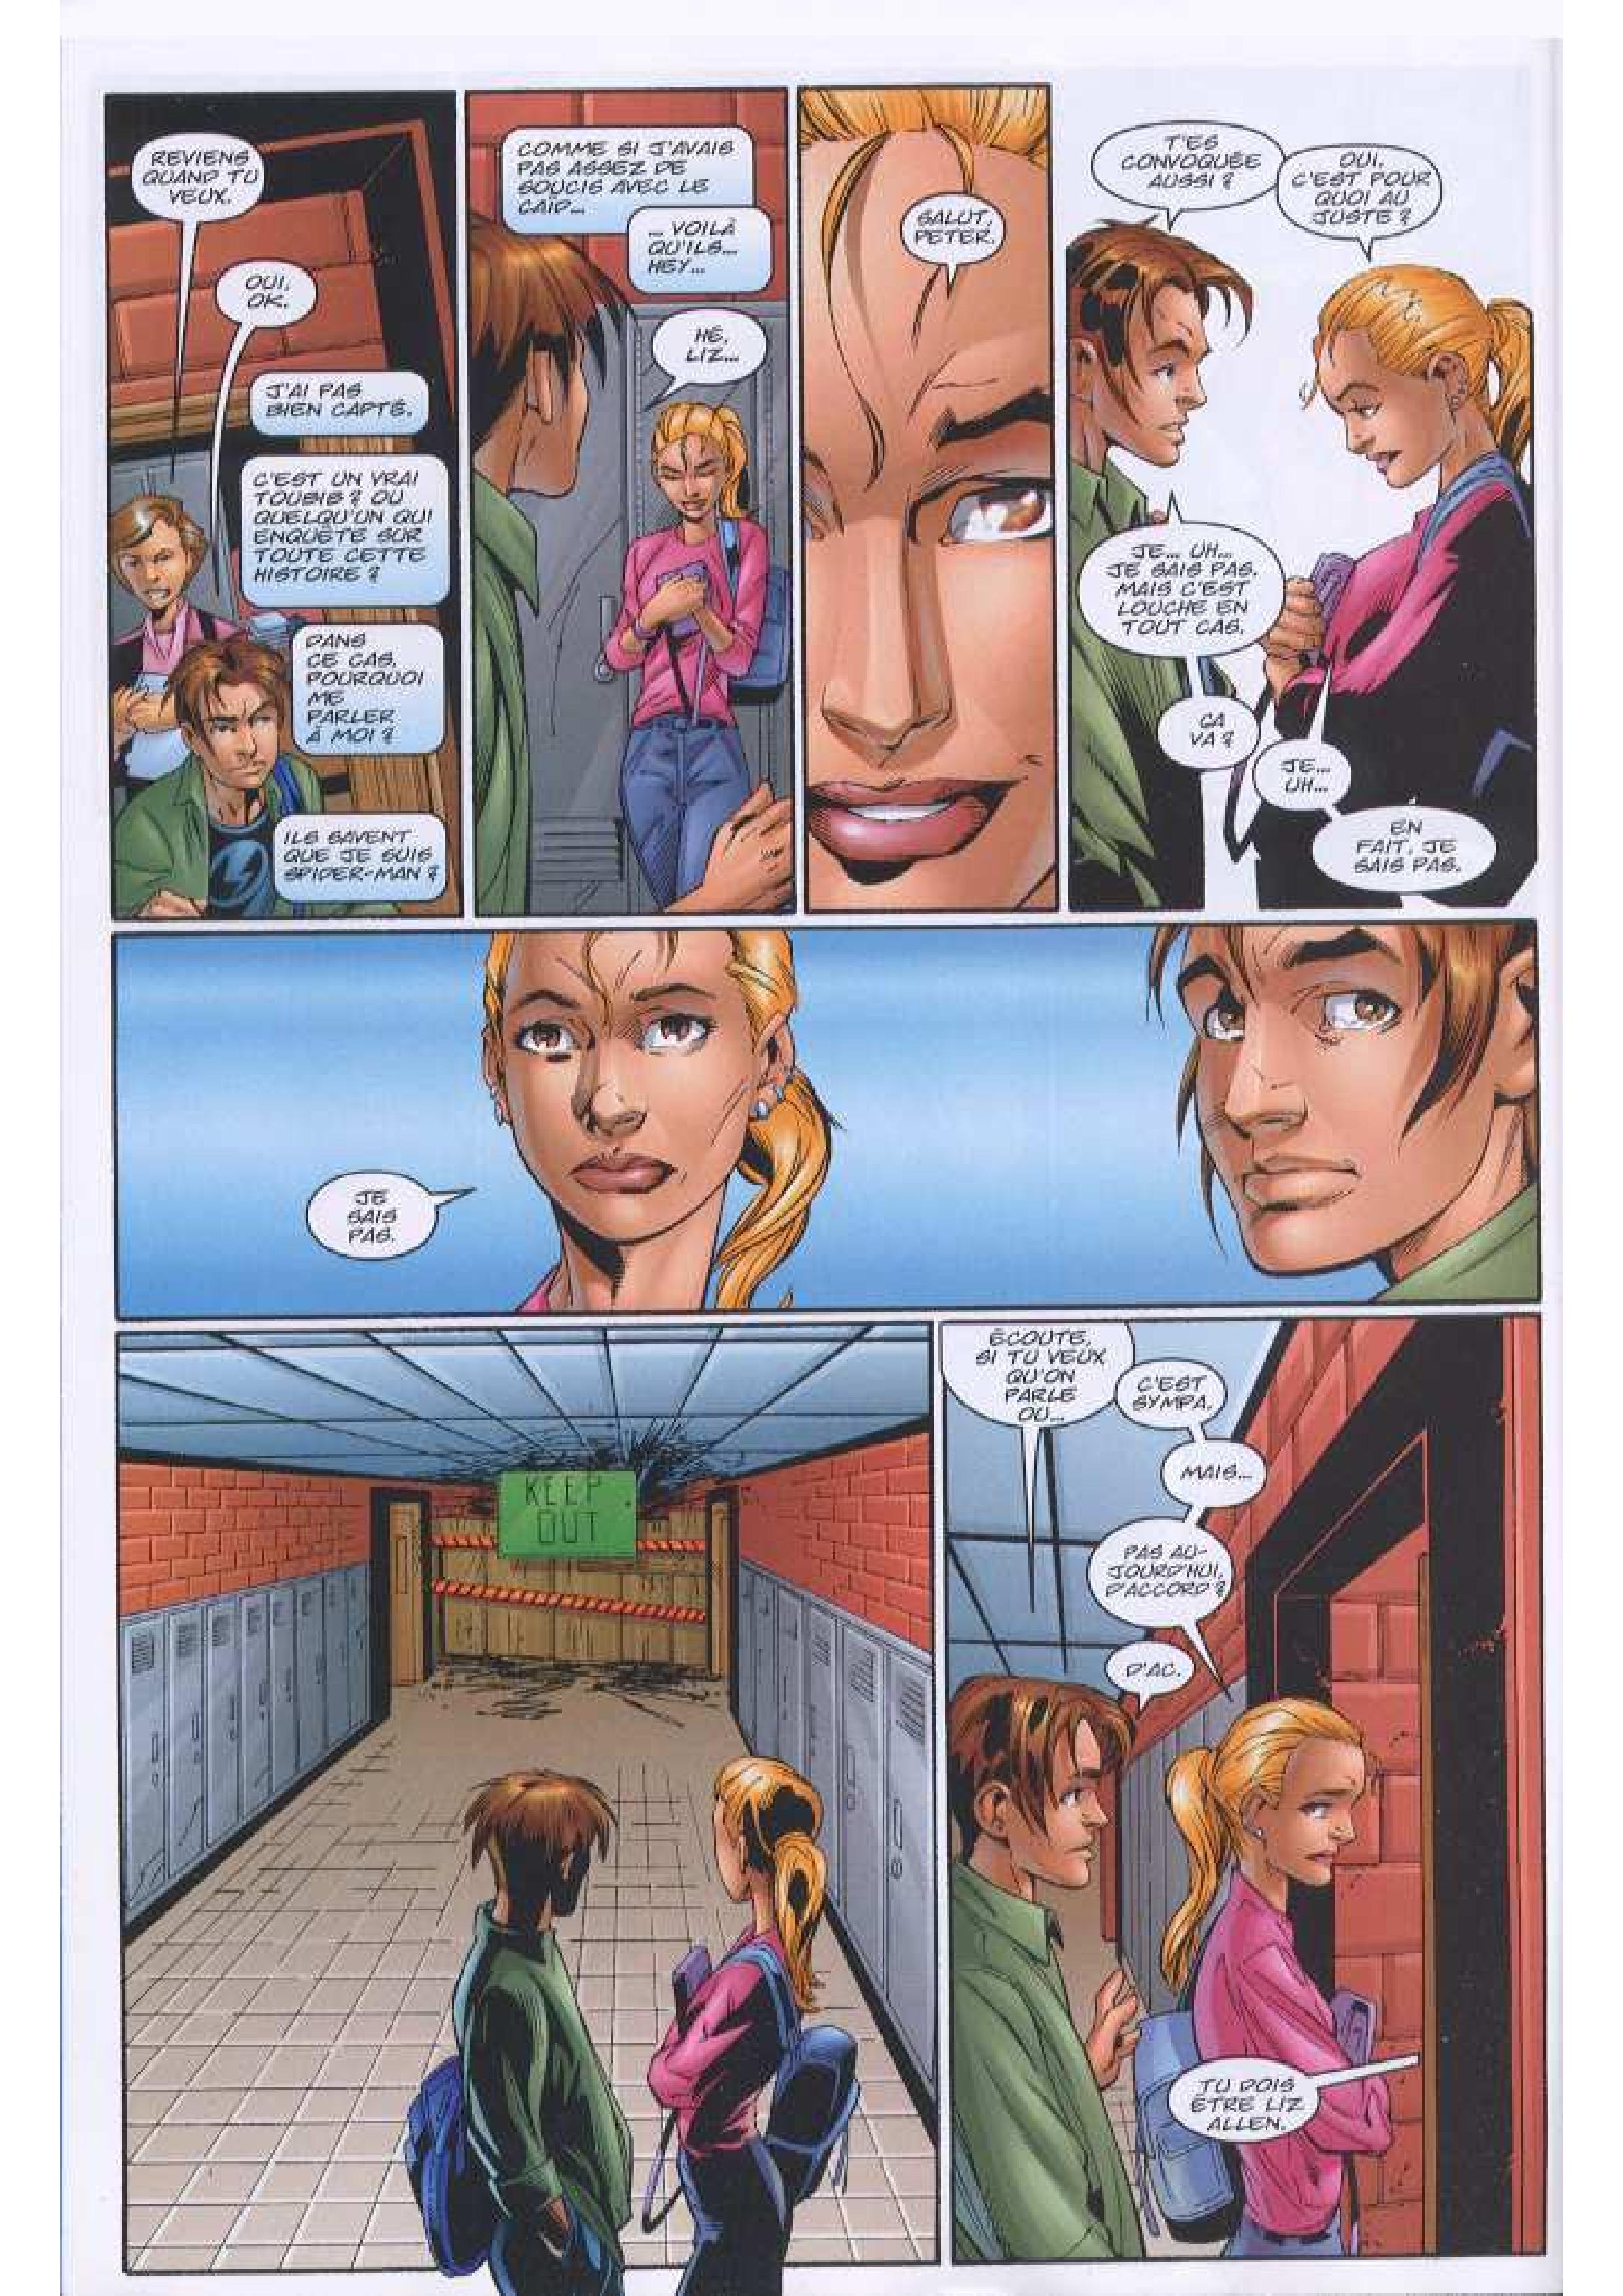 REVIENS
QUAND TU
VEUX.
OUI,
OK.
J'AI PAS
BIEN CAPTÉ.
C'EST UN VRAI
TOUBIB ? OU
QUELQU'UN QUI
ENQUÊTE SUR
TOUTE CETTE
HISTOIRE ?
DANS
CE CAS,
POURQUOI
ME
PARLER
À MOI ?
ILS SAVENT
QUE JE SUIS
SPIDER-MAN ?
COMME SI J'AVAIS
PAS ASSEZ DE
SOUCIS AVEC LE
CAÏD...
... VOILÀ
QU'ILS...
HEY...
HÉ,
LIZ...
SALUT,
PETER.
T'ES
CONVOQUÉE
AUSSI ?
OUI.
C'EST POUR
QUOI AU
JUSTE ?
JE... UH...
JE SAIS PAS.
MAIS C'EST
LOUCHE EN
TOUT CAS.
ÇA
VA ?
JE...
UH...
EN
FAIT, JE
SAIS PAS.
JE
SAIS
PAS.
KEEP
OUT
ÉCOUTE,
SI TU VEUX
QU'ON
PARLE
OU...
C'EST
SYMPA.
MAIS...
PAS AU-
JOURD'HUI,
D'ACCORD ?
D'AC.
TU DOIS
ÊTRE LIZ
ALLEN.